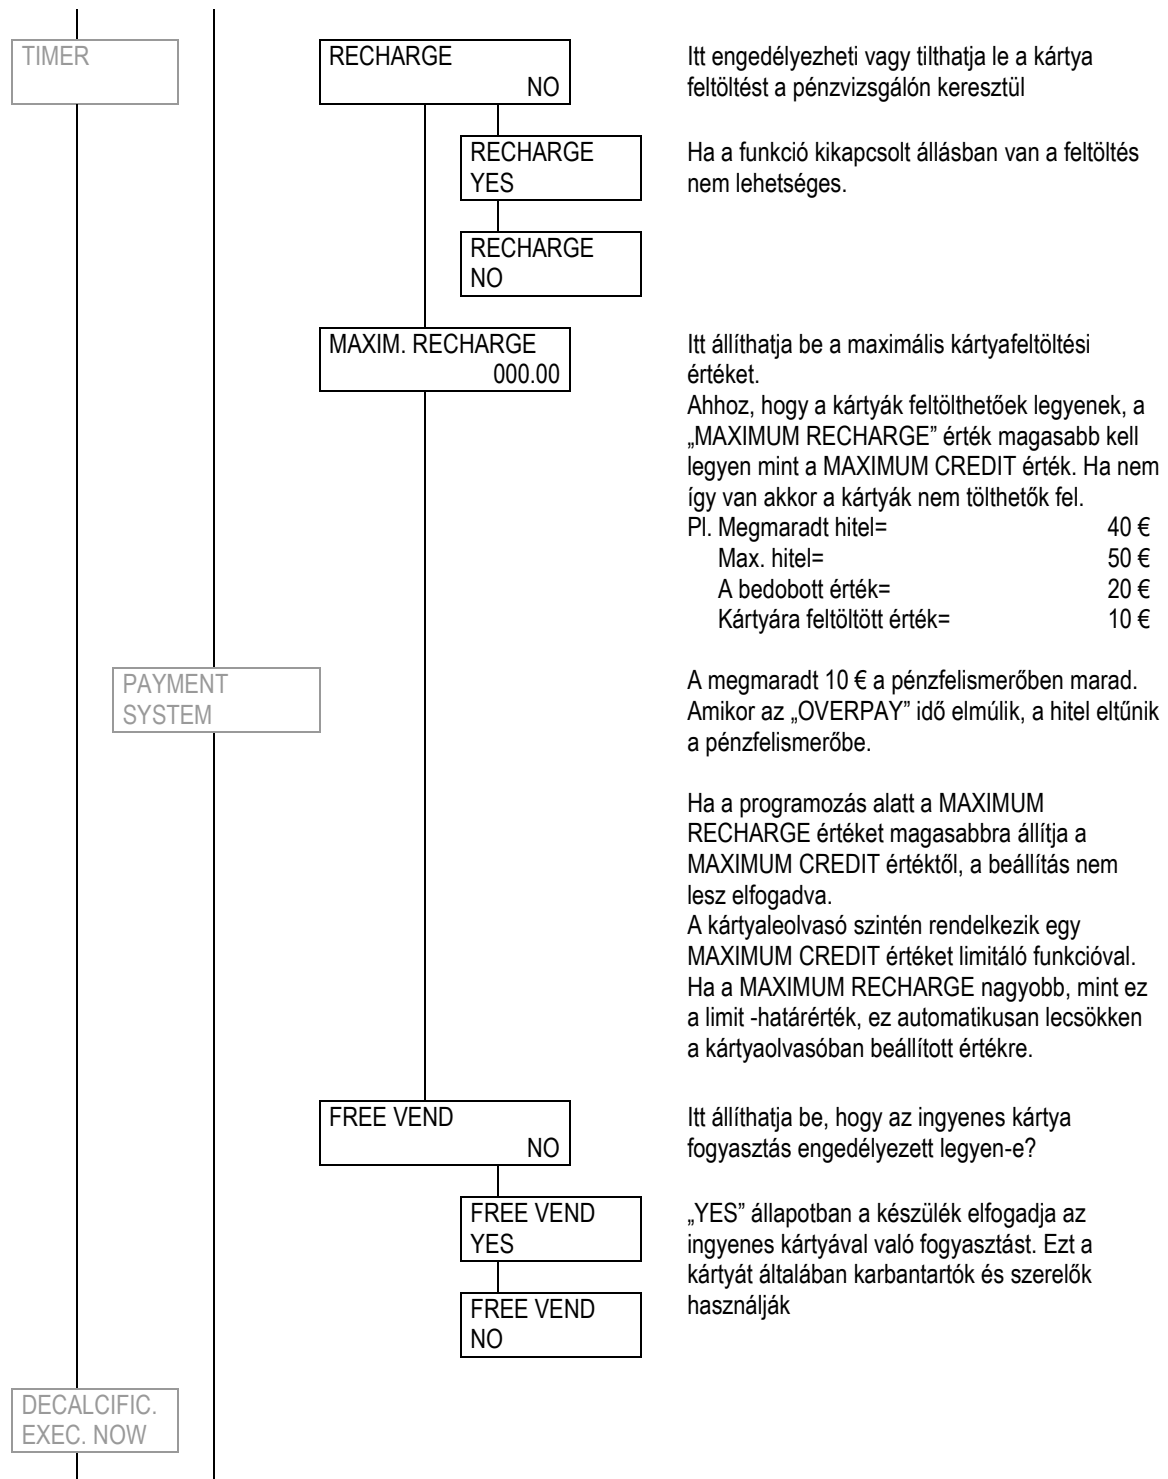 TIMER
RECHARGE
NO
Itt engedélyezheti vagy tilthatja le a kártya
feltöltést a pénzvizsgálón keresztül
RECHARGE
YES
Ha a funkció kikapcsolt állásban van a feltöltés
nem lehetséges.
RECHARGE
NO
MAXIM. RECHARGE
000.00
Itt állíthatja be a maximális kártyafeltöltési
értéket.
Ahhoz, hogy a kártyák feltölthetőek legyenek, a
„MAXIMUM RECHARGE” érték magasabb kell
legyen mint a MAXIMUM CREDIT érték. Ha nem
így van akkor a kártyák nem tölthetők fel.
Pl. Megmaradt hitel= 40 €
Max. hitel= 50 €
A bedobott érték= 20 €
Kártyára feltöltött érték= 10 €
PAYMENT
SYSTEM
A megmaradt 10 € a pénzfelismerőben marad.
Amikor az „OVERPAY” idő elmúlik, a hitel eltűnik
a pénzfelismerőbe.
Ha a programozás alatt a MAXIMUM
RECHARGE értéket magasabbra állítja a
MAXIMUM CREDIT értéktől, a beállítás nem
lesz elfogadva.
A kártyaleolvasó szintén rendelkezik egy
MAXIMUM CREDIT értéket limitáló funkcióval.
Ha a MAXIMUM RECHARGE nagyobb, mint ez
a limit -határérték, ez automatikusan lecsökken
a kártyaolvasóban beállított értékre.
FREE VEND
NO
Itt állíthatja be, hogy az ingyenes kártya
fogyasztás engedélyezett legyen-e?
FREE VEND
YES
„YES” állapotban a készülék elfogadja az
ingyenes kártyával való fogyasztást. Ezt a
kártyát általában karbantartók és szerelők
használják
FREE VEND
NO
DECALCIFIC.
EXEC. NOW